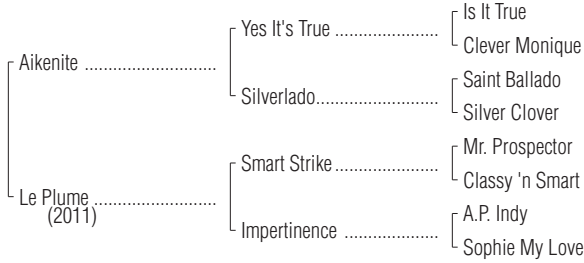 Is It True
Yes It's True
Clever Monique
Aikenite
Saint Ballado
Silverlado
Silver Clover
Mr. Prospector
Smart Strike
Classy 'n Smart
Le Plume
(2011)
A.P. Indy
Impertinence
Sophie My Love